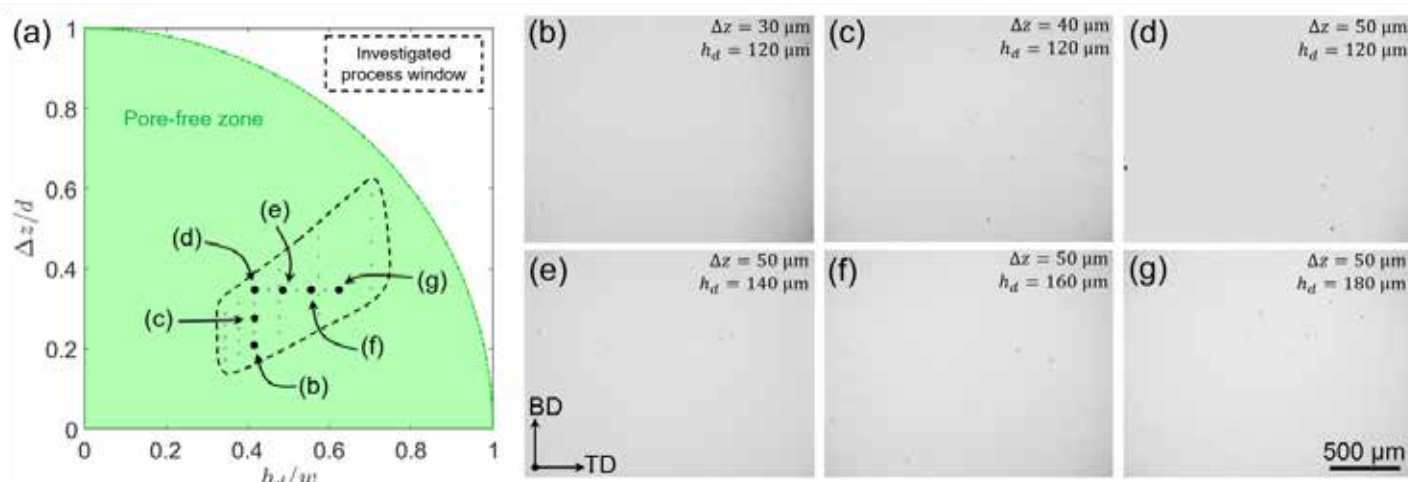 (a)
1
0.8
0.6
0.4
0.2
0
0
0.2
0.4
0.6
0.8
1
Δz/d
h_d/w
Investigated
process window
Pore-free zone
(e)
(d)
(g)
(c)
(f)
(b)
(b)
Δz = 30 μm
h_d = 120 μm
(c)
Δz = 40 μm
h_d = 120 μm
(d)
Δz = 50 μm
h_d = 120 μm
(e)
Δz = 50 μm
h_d = 140 μm
BD
TD
(f)
Δz = 50 μm
h_d = 160 μm
(g)
Δz = 50 μm
h_d = 180 μm
500 μm